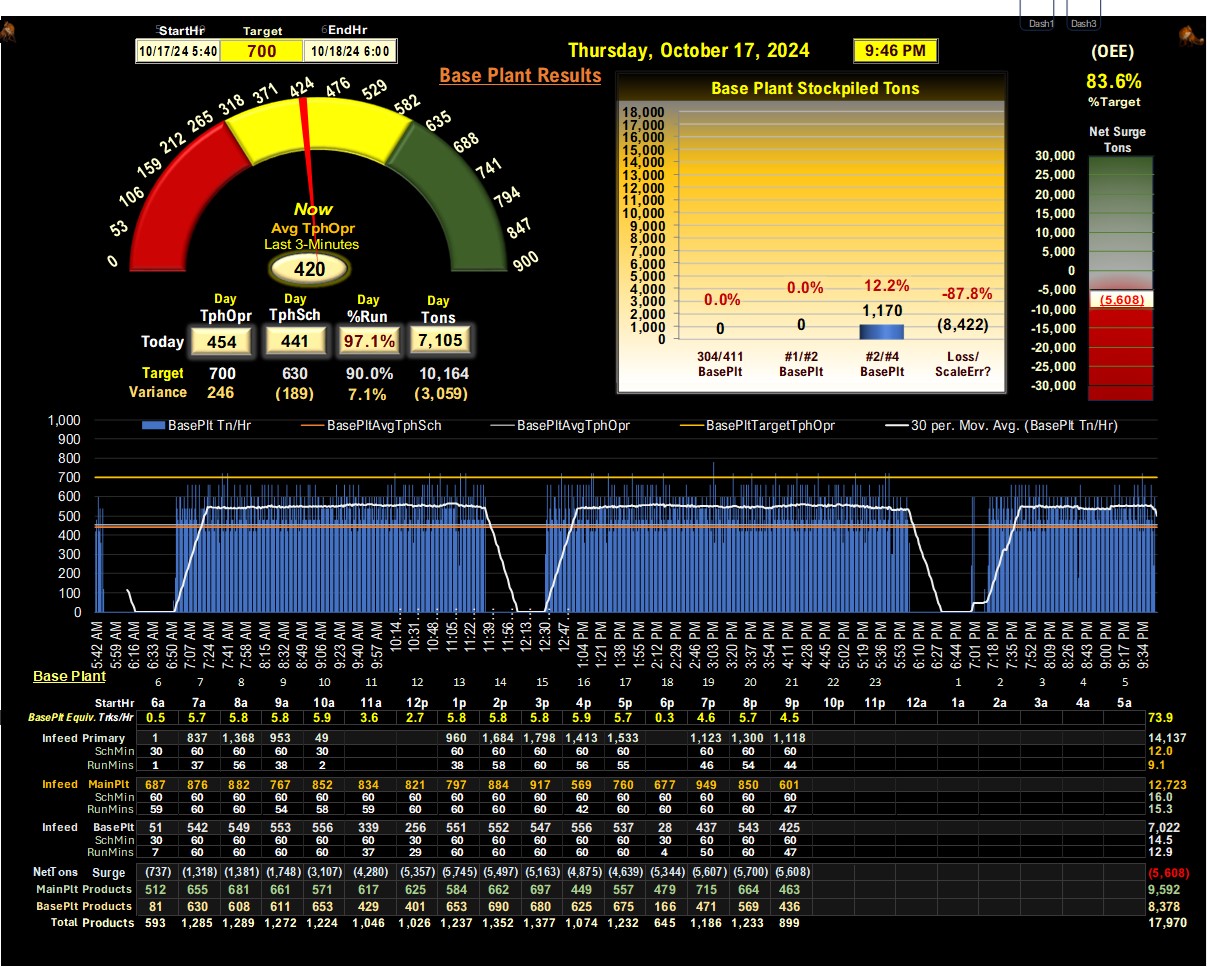 Dash1 Dash3
StartHr Target EndHr
10/17/24 5:40 700 10/18/24 6:00
Thursday, October 17, 2024 9:46 PM
(OEE)
83.6%
%Target
Base Plant Results
0 53 106 159 212 265 318 371 424 476 529 582 635 688 741 794 847 900
Now
Avg TphOpr
Last 3-Minutes
420
Day TphOpr Day TphSch Day %Run Day Tons
Today 454 441 97.1% 7,105
Target 700 630 90.0% 10,164
Variance 246 (189) 7.1% (3,059)
Base Plant Stockpiled Tons
18,000
17,000
16,000
15,000
14,000
13,000
12,000
11,000
10,000
9,000
8,000
7,000
6,000
5,000
4,000
3,000
2,000
1,000
0
0.0% 0.0% 12.2% -87.8%
0 0 1,170 (8,422)
304/411 #1/#2 #2/#4 Loss/
BasePlt BasePlt BasePlt ScaleErr?
Net Surge
Tons
30,000
25,000
20,000
15,000
10,000
5,000
0
-5,000
(5,608)
-10,000
-15,000
-20,000
-25,000
-30,000
BasePlt Tn/Hr BasePltAvgTphSch BasePltAvgTphOpr BasePltTargetTphOpr 30 per. Mov. Avg. (BasePlt Tn/Hr)
1,000
900
800
700
600
500
400
300
200
100
0
5:42 AM 5:59 AM 6:16 AM 6:33 AM 6:50 AM 7:07 AM 7:24 AM 7:41 AM 7:58 AM 8:15 AM 8:32 AM 8:49 AM 9:06 AM 9:23 AM 9:40 AM 9:57 AM 10:14... 10:31... 10:48... 11:05... 11:22... 11:39... 11:56... 12:13... 12:30... 12:47... 1:04 PM 1:21 PM 1:38 PM 1:55 PM 2:12 PM 2:29 PM 2:46 PM 3:03 PM 3:20 PM 3:37 PM 3:54 PM 4:11 PM 4:28 PM 4:45 PM 5:02 PM 5:19 PM 5:36 PM 5:53 PM 6:10 PM 6:27 PM 6:44 PM 7:01 PM 7:18 PM 7:35 PM 7:52 PM 8:09 PM 8:26 PM 8:43 PM 9:00 PM 9:17 PM 9:34 PM
Base Plant
6 7 8 9 10 11 12 13 14 15 16 17 18 19 20 21 22 23 1 2 3 4 5
StartHr 6a 7a 8a 9a 10a 11a 12p 1p 2p 3p 4p 5p 6p 7p 8p 9p 10p 11p 12a 1a 2a 3a 4a 5a
BasePlt Equiv. Trks/Hr 0.5 5.7 5.8 5.8 5.9 3.6 2.7 5.8 5.8 5.8 5.9 5.7 0.3 4.6 5.7 4.5 73.9
Infeed Primary 1 837 1,368 953 49 960 1,684 1,798 1,413 1,533 1,123 1,300 1,118 14,137
SchMin 30 60 60 60 30 60 60 60 60 60 60 60 60 12.0
RunMins 1 37 56 38 2 38 58 60 56 55 46 54 44 9.1
Infeed MainPlt 687 876 882 767 852 834 821 797 884 917 569 760 677 949 850 601 12,723
SchMin 60 60 60 60 60 60 60 60 60 60 60 60 60 60 60 60 16.0
RunMins 59 60 60 54 58 59 60 60 60 60 42 60 60 60 60 47 15.3
Infeed BasePlt 51 542 549 553 556 339 256 551 552 547 556 537 28 437 543 425 7,022
SchMin 30 60 60 60 60 60 30 60 60 60 60 60 30 60 60 60 14.5
RunMins 7 60 60 60 60 37 29 60 60 60 60 60 4 50 60 47 12.9
NetTons Surge (737) (1,318) (1,381) (1,748) (3,107) (4,280) (5,357) (5,745) (5,497) (5,163) (4,875) (4,639) (5,344) (5,607) (5,700) (5,608) (5,608)
MainPlt Products 512 655 681 661 571 617 625 584 662 697 449 557 479 715 664 463 9,592
BasePlt Products 81 630 608 611 653 429 401 653 690 680 625 675 166 471 569 436 8,378
Total Products 593 1,285 1,289 1,272 1,224 1,046 1,026 1,237 1,352 1,377 1,074 1,232 645 1,186 1,233 899 17,970